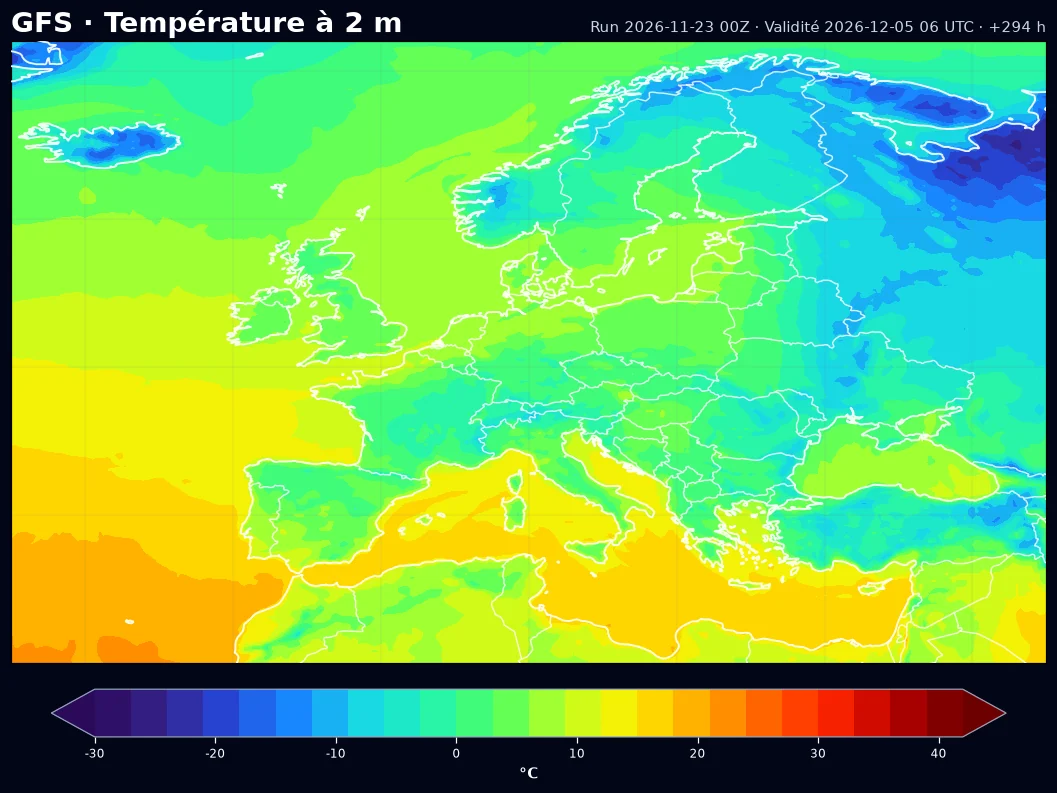 GFS · Température à 2 m
Run 2026-11-23 00Z · Validité 2026-12-05 06 UTC · +294 h
-30 -20 -10 0 10 20 30 40
°C